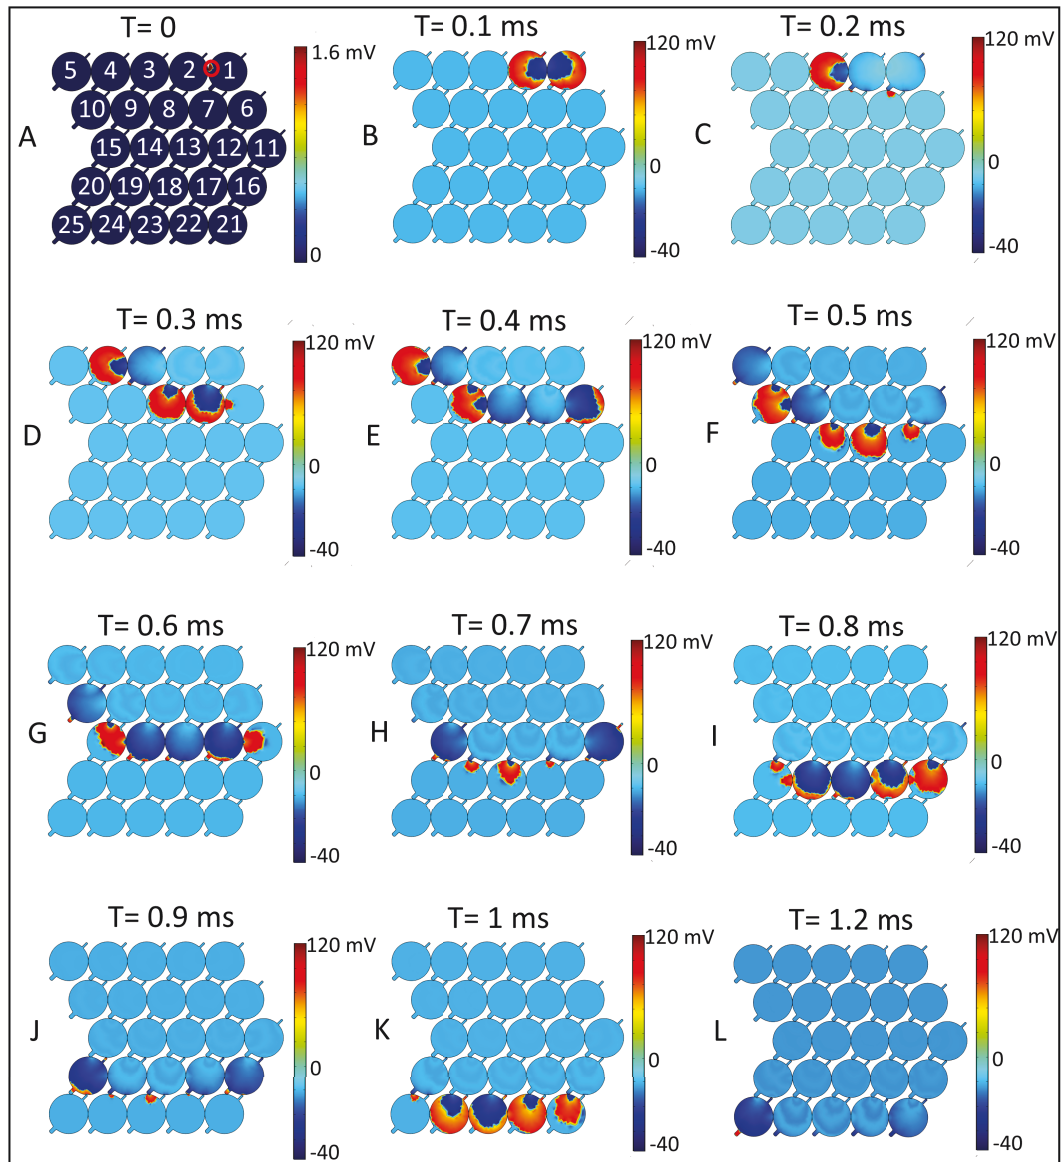 T= 0
T= 0.1 ms
T= 0.2 ms
1.6 mV
120 mV
120 mV
5 4 3 2 1
10 9 8 7 6
A
B
C
15 14 13 12 11
0
0
20 19 18 17 16
25 24 23 22 21
0
-40
-40
T= 0.3 ms
T= 0.4 ms
T= 0.5 ms
120 mV
120 mV
120 mV
D
E
F
0
0
0
-40
-40
-40
T= 0.6 ms
T= 0.7 ms
T= 0.8 ms
120 mV
120 mV
120 mV
G
H
I
0
0
0
-40
-40
-40
T= 0.9 ms
T= 1 ms
T= 1.2 ms
120 mV
120 mV
120 mV
J
K
L
0
0
0
-40
-40
-40